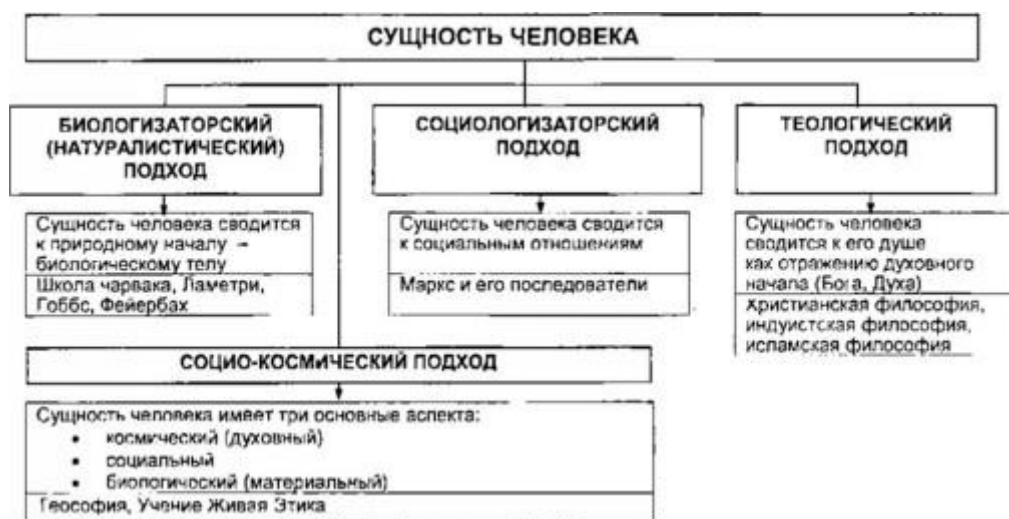 СУЩНОСТЬ ЧЕЛОВЕКА
БИОЛОГИЗАТОРСКИЙ
(НАТУРАЛИСТИЧЕСКИЙ)
ПОДХОД
Сущность человека сводится
к природному началу –
биологическому телу
Школа чарвака, Ламетри,
Гоббс, Фейербах
СОЦИОЛОГИЗАТОРСКИЙ
ПОДХОД
Сущность человека сводится
к социальным отношениям
Маркс и его последователи
ТЕОЛОГИЧЕСКИЙ
ПОДХОД
Сущность человека
сводится к его душе
как отражению духовного
начала (Бога, Духа)
Христианская философия,
индуистская философия,
исламская философия
СОЦИО-КОСМИЧЕСКИЙ ПОДХОД
Сущность человека имеет три основные аспекта:
• космический (духовный)
• социальный
• биологический (материальный)
Теософия, Учение Живая Этика